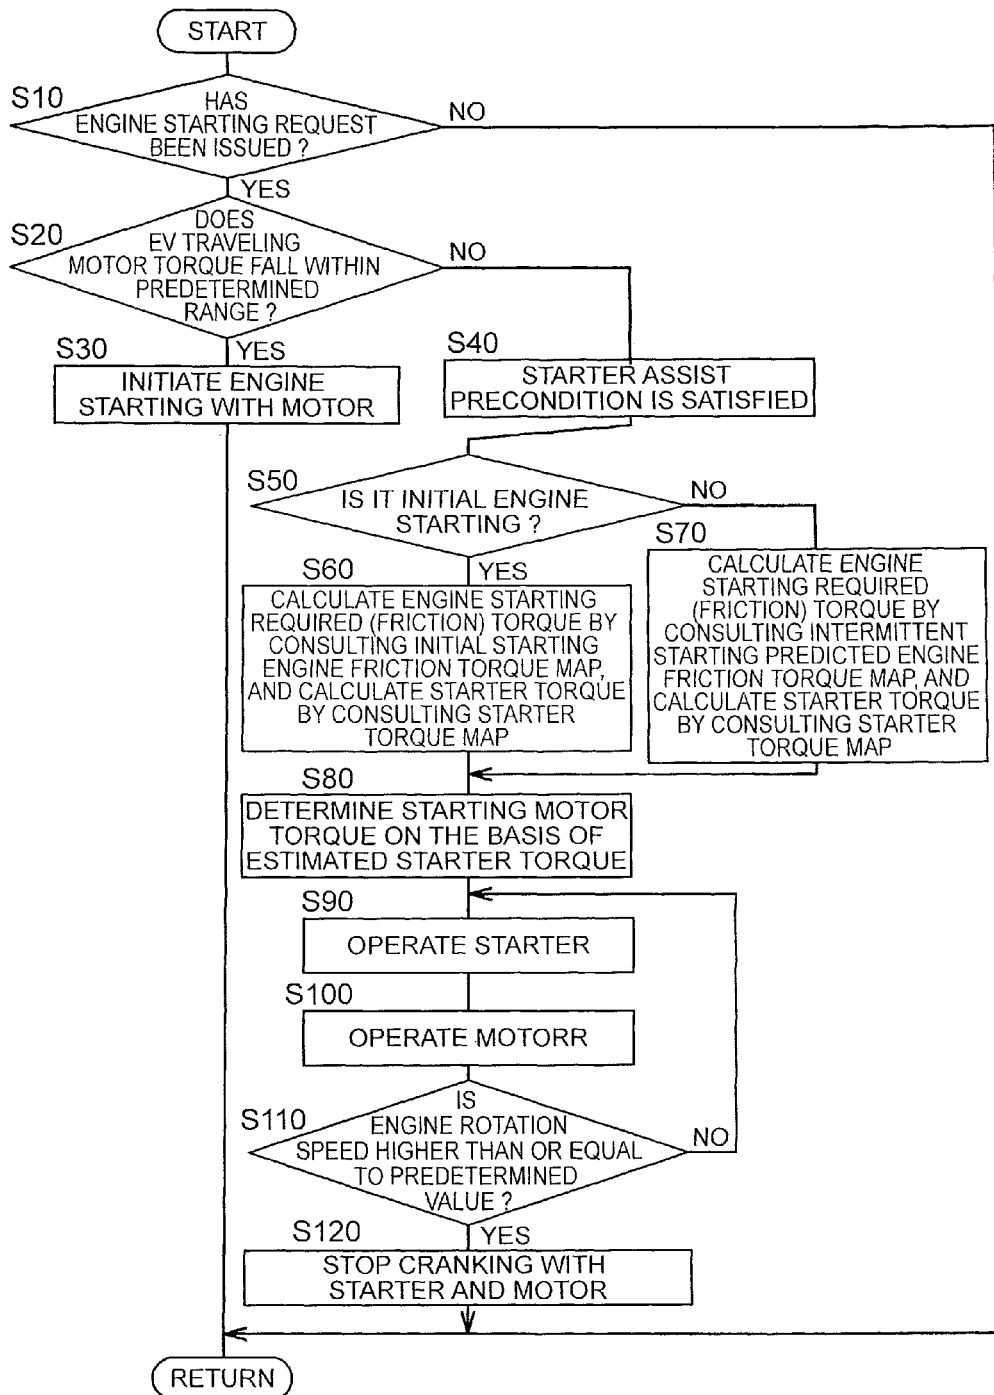 START
S10
HAS
ENGINE STARTING REQUEST
BEEN ISSUED ?
NO
YES
S20
DOES
EV TRAVELING
MOTOR TORQUE FALL WITHIN
PREDETERMINED
RANGE ?
NO
YES
S30
INITIATE ENGINE
STARTING WITH MOTOR
S40
STARTER ASSIST
PRECONDITION IS SATISFIED
S50
IS IT INITIAL ENGINE
STARTING ?
NO
YES
S60
CALCULATE ENGINE STARTING
REQUIRED (FRICTION) TORQUE BY
CONSULTING INITIAL STARTING
ENGINE FRICTION TORQUE MAP,
AND CALCULATE STARTER TORQUE
BY CONSULTING STARTER
TORQUE MAP
S70
CALCULATE ENGINE
STARTING REQUIRED
(FRICTION) TORQUE BY
CONSULTING INTERMITTENT
STARTING PREDICTED ENGINE
FRICTION TORQUE MAP, AND
CALCULATE STARTER TORQUE
BY CONSULTING STARTER
TORQUE MAP
S80
DETERMINE STARTING MOTOR
TORQUE ON THE BASIS OF
ESTIMATED STARTER TORQUE
S90
OPERATE STARTER
S100
OPERATE MOTORR
S110
IS
ENGINE ROTATION
SPEED HIGHER THAN OR EQUAL
TO PREDETERMINED
VALUE ?
NO
YES
S120
STOP CRANKING WITH
STARTER AND MOTOR
RETURN